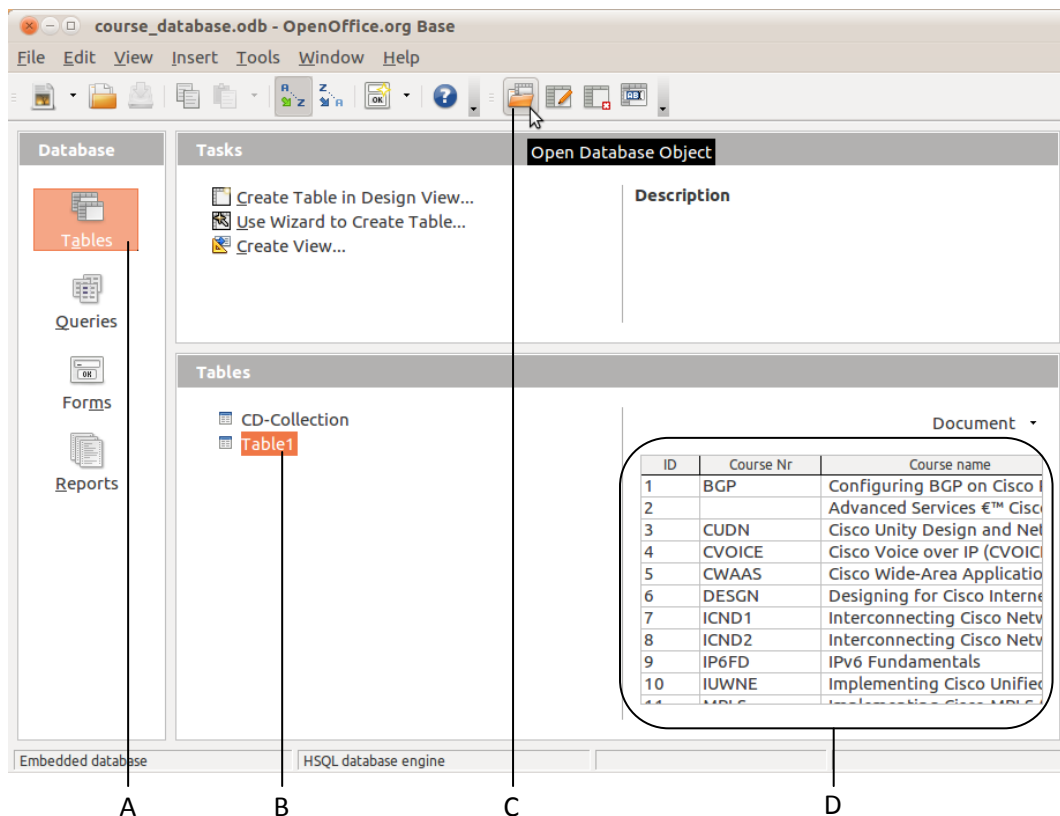 course_database.odb - OpenOffice.org Base
File Edit View Insert Tools Window Help
Database
Tasks
Open Database Object
Tables
Queries
Forms
Reports
Create Table in Design View...
Use Wizard to Create Table...
Create View...
Description
Tables
CD-Collection
Table1
Document
ID Course Nr Course name
1 BGP Configuring BGP on Cisco
2 Advanced Services €™ Cisco
3 CUDN Cisco Unity Design and Net
4 CVOICE Cisco Voice over IP (CVOICE
5 CWAAS Cisco Wide-Area Applicatio
6 DESGN Designing for Cisco Interne
7 ICND1 Interconnecting Cisco Netw
8 ICND2 Interconnecting Cisco Netw
9 IP6FD IPv6 Fundamentals
10 IUWNE Implementing Cisco Unified
Embedded database HSQL database engine
A B C D